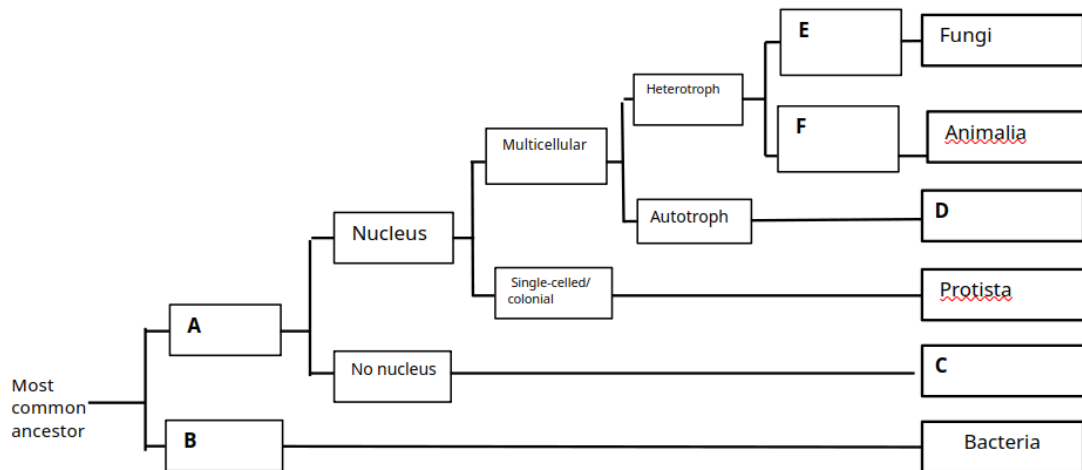 E
Fungi
Heterotroph
F
Animalia
Multicellular
Autotroph
D
Nucleus
Single-celled/
colonial
Protista
A
No nucleus
C
Most
common
ancestor
B
Bacteria